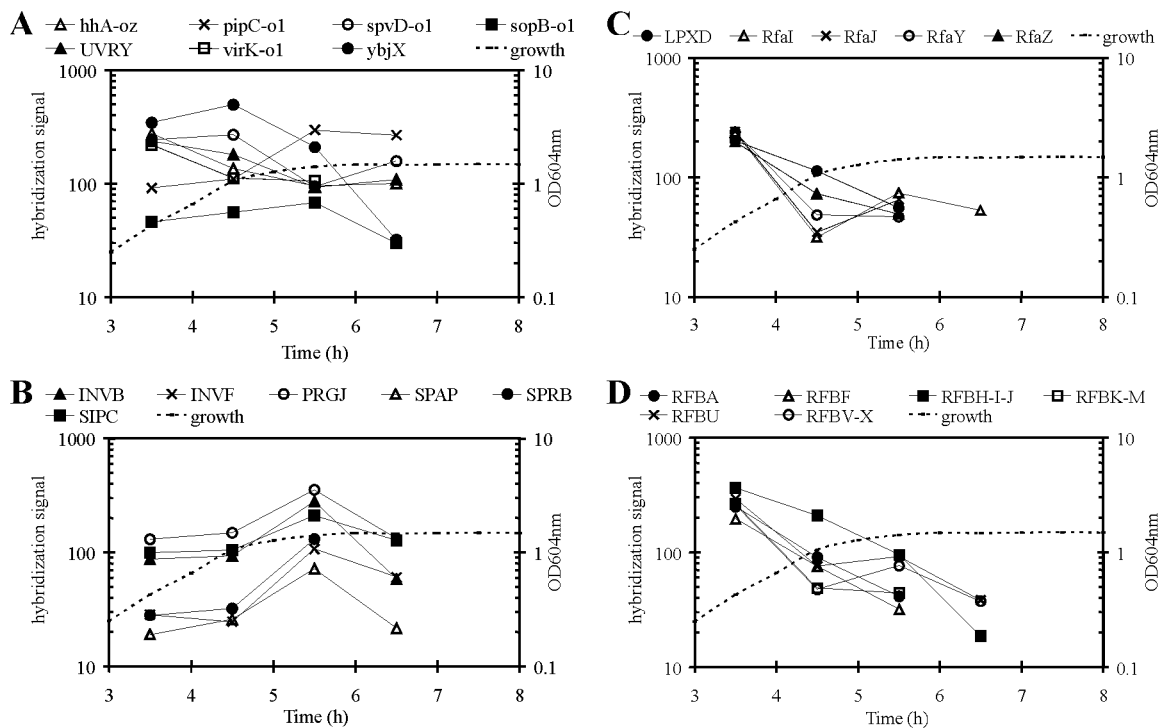 A
hhA-oz pipC-o1 spvD-o1 sopB-o1
UVRY virK-o1 ybjX growth
1000 10
100 1
10 0.1
hybridization signal
OD604nm
3 4 5 6 7 8
Time (h)
B
INVB INVF PRGJ SPAP SPRB
SIPC growth
1000 10
100 1
10 0.1
hybridization signal
OD604nm
3 4 5 6 7 8
Time (h)
C
LPXD RfaI RfaJ RfaY RfaZ growth
1000 10
100 1
10 0.1
hybridization signal
OD604nm
3 4 5 6 7 8
Time (h)
D
RFBA RFBF RFBH-I-J RFBK-M
RFBU RFBV-X growth
1000 10
100 1
10 0.1
hybridization signal
OD604nm
3 4 5 6 7 8
Time (h)